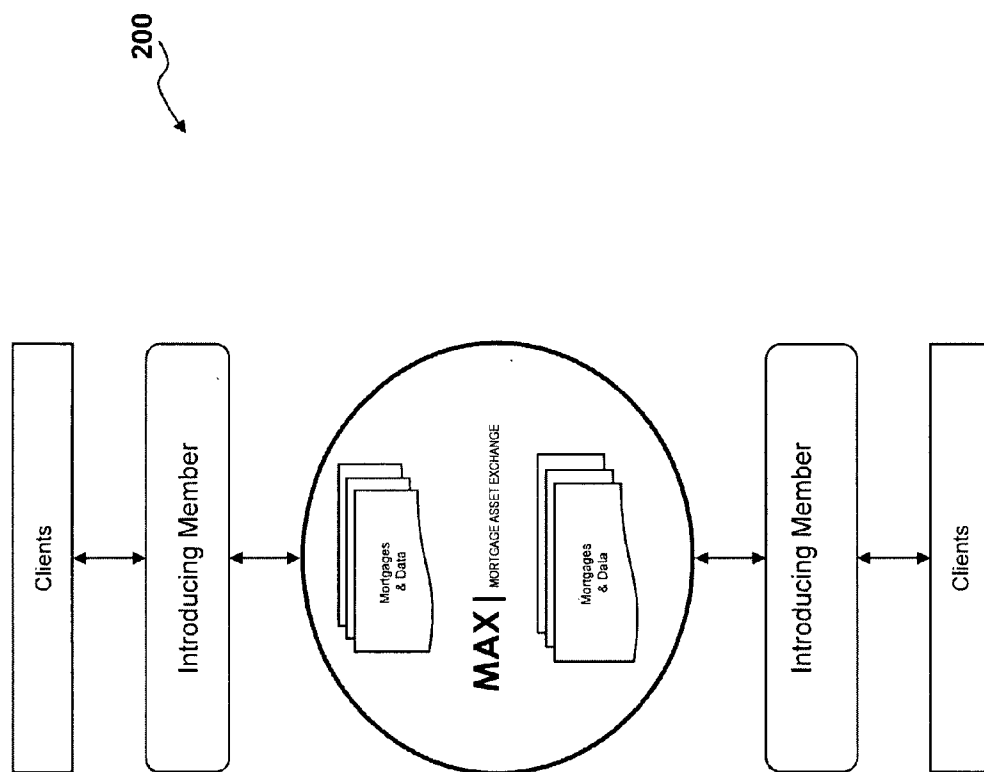 200
Clients
Introducing Member
Mortgages
& Data
MAX | MORTGAGE ASSET EXCHANGE
Mortgages
& Data
Introducing Member
Clients